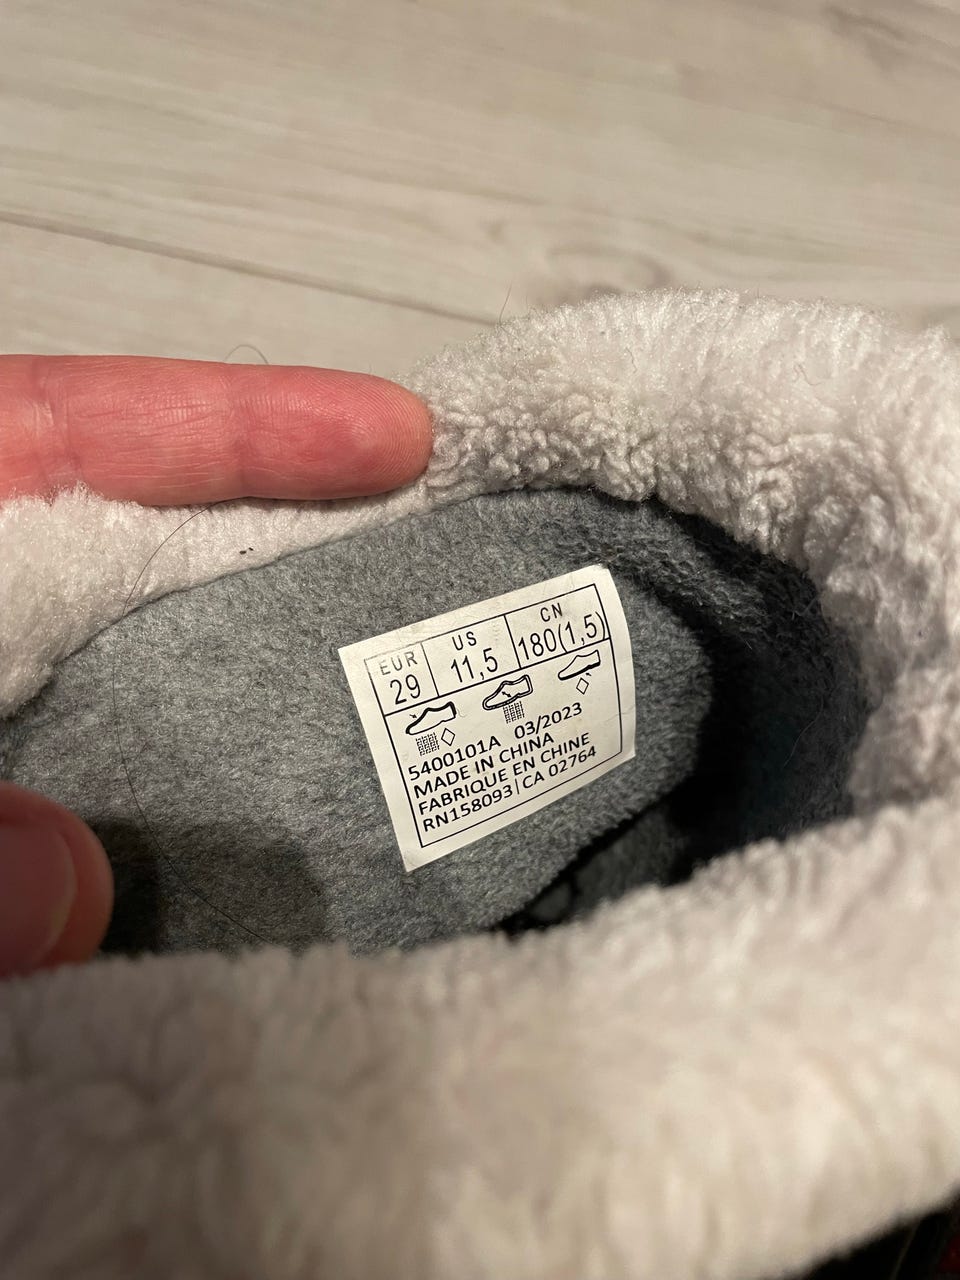 EUR US CN
29 11,5 180(1,5)
5400101A 03/2023
MADE IN CHINA
FABRIQUE EN CHINE
RN158093|CA 02764